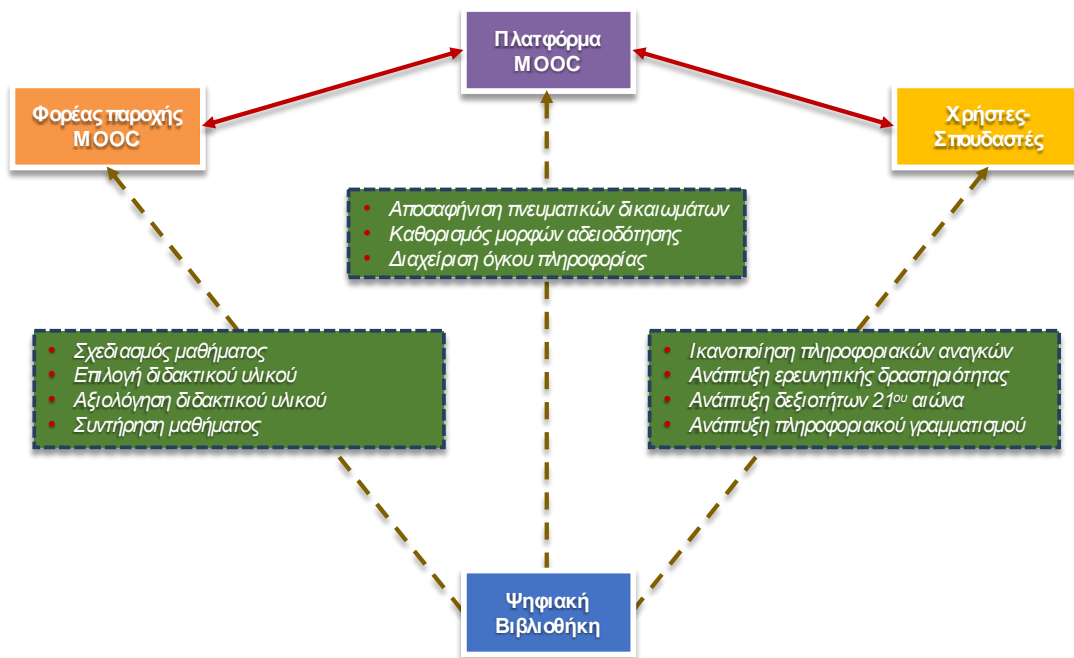 Πλατφόρμα
MOOC
Φορέας παροχής
MOOC
Χρήστες-
Σπουδαστές
• Αποσαφήνιση πνευματικών δικαιωμάτων
• Καθορισμός μορφών αδειοδότησης
• Διαχείριση όγκου πληροφορίας
• Σχεδιασμός μαθήματος
• Επιλογή διδακτικού υλικού
• Αξιολόγηση διδακτικού υλικού
• Συντήρηση μαθήματος
• Ικανοποίηση πληροφοριακών αναγκών
• Ανάπτυξη ερευνητικής δραστηριότητας
• Ανάπτυξη δεξιοτήτων 21ου αιώνα
• Ανάπτυξη πληροφοριακού γραμματισμού
Ψηφιακή
Βιβλιοθήκη